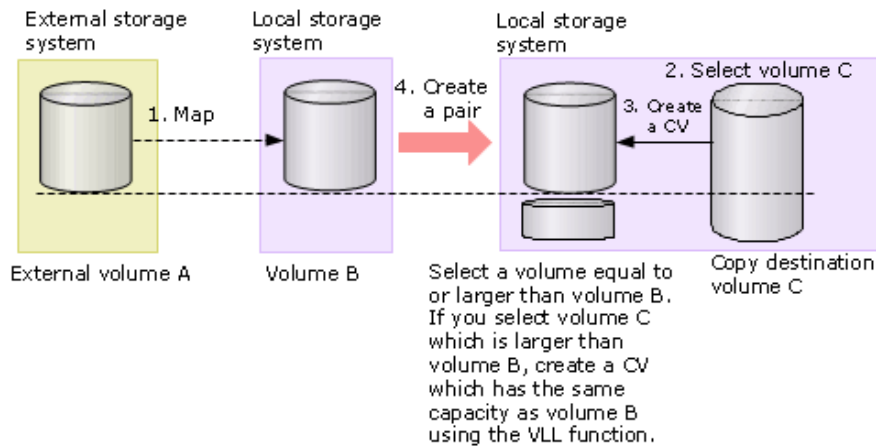 External storage
system
Local storage
system
Local storage
system
1. Map
4. Create
a pair
2. Select volume C
3. Create
a CV
External volume A
Volume B
Select a volume equal to
or larger than volume B.
If you select volume C
which is larger than
volume B, create a CV
which has the same
capacity as volume B
using the VLL function.
Copy destination
volume C